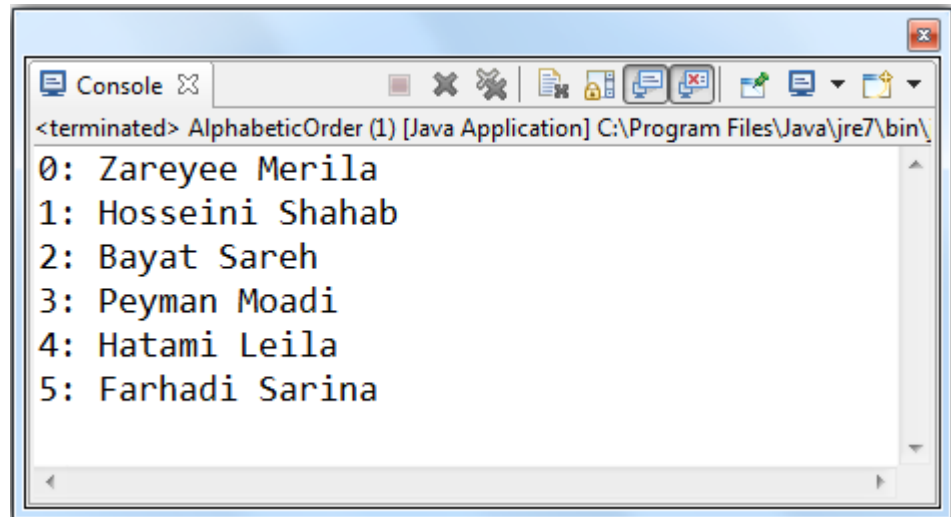 Console
<terminated> AlphabeticOrder (1) [Java Application] C:\Program Files\Java\jre7\bin\
0: Zareyee Merila
1: Hosseini Shahab
2: Bayat Sareh
3: Peyman Moadi
4: Hatami Leila
5: Farhadi Sarina